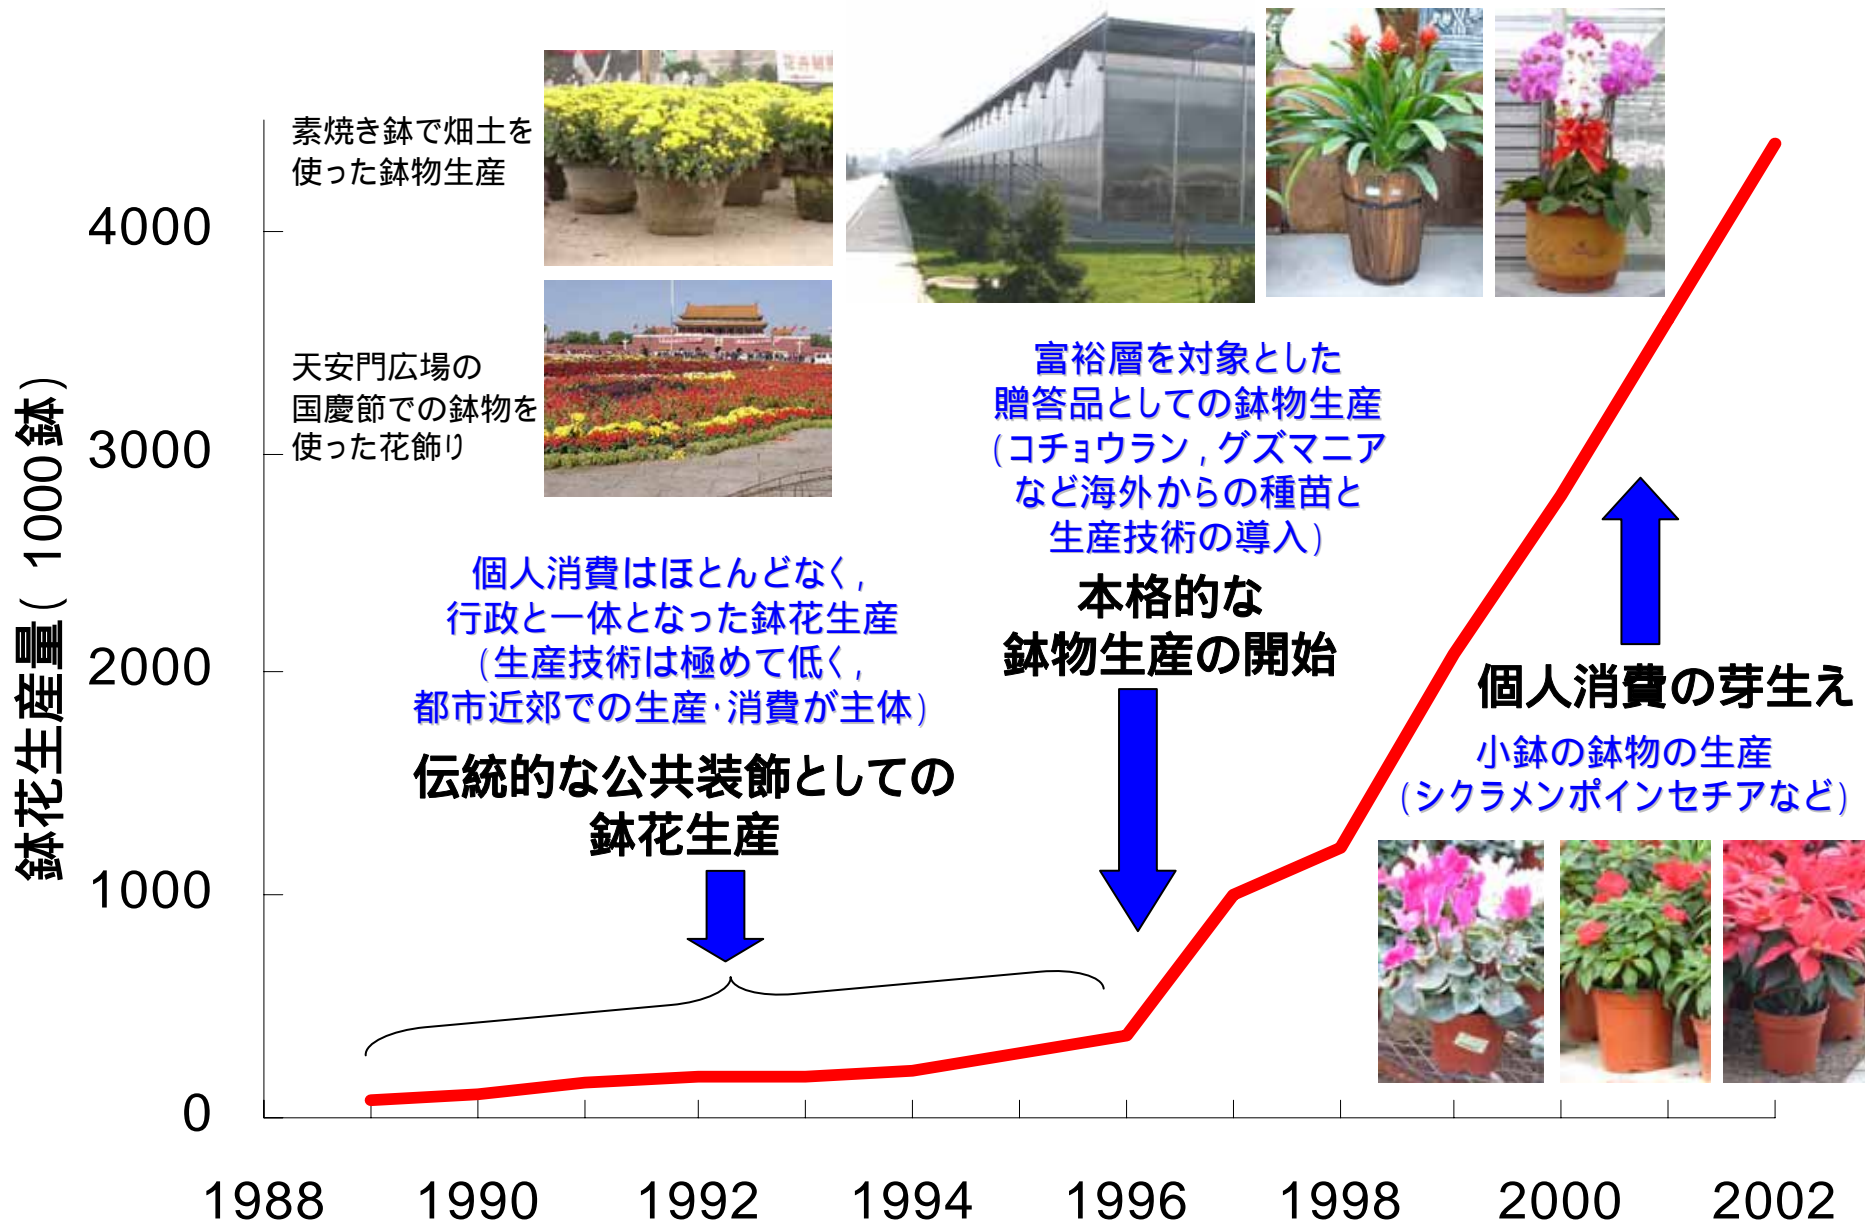 素焼き鉢で畑土を
使った鉢物生産
天安門広場の
国慶節での鉢物を
使った花飾り
富裕層を対象とした
贈答品としての鉢物生産
(コチョウラン,グズマニア
など海外からの種苗と
生産技術の導入)
本格的な
鉢物生産の開始
個人消費はほとんどなく,
行政と一体となった鉢花生産
(生産技術は極めて低く,
都市近郊での生産・消費が主体)
伝統的な公共装飾としての
鉢花生産
個人消費の芽生え
小鉢の鉢物の生産
(シクラメンポインセチアなど)
鉢花生産量( 1000鉢)
4000
3000
2000
1000
0
1988 1990 1992 1994 1996 1998 2000 2002